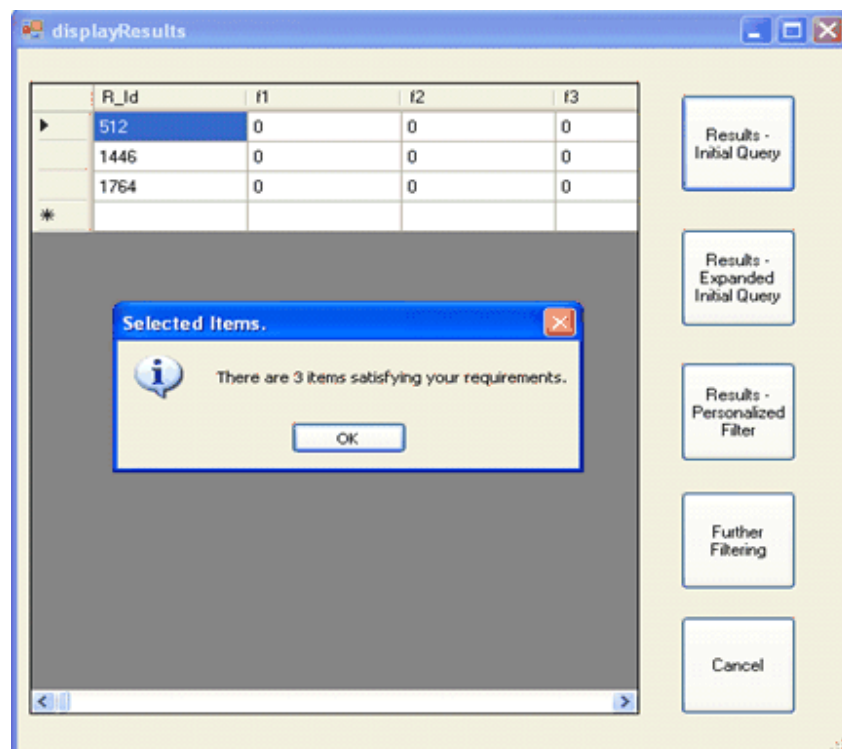 displayResults
R_Id f1 f2 f3
512 0 0 0
1446 0 0 0
1764 0 0 0
Selected Items.
There are 3 items satisfying your requirements.
OK
Results -
Initial Query
Results -
Expanded
Initial Query
Results -
Personalized
Filter
Further
Filtering
Cancel